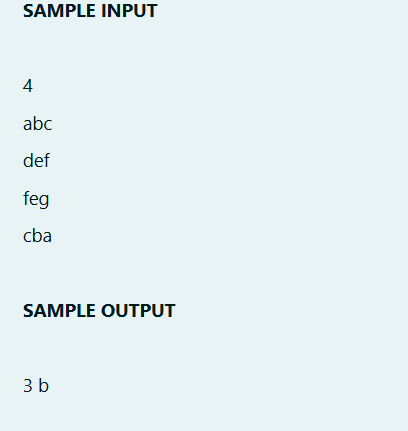 SAMPLE INPUT
4
abc
def
feg
cba
SAMPLE OUTPUT
3 b